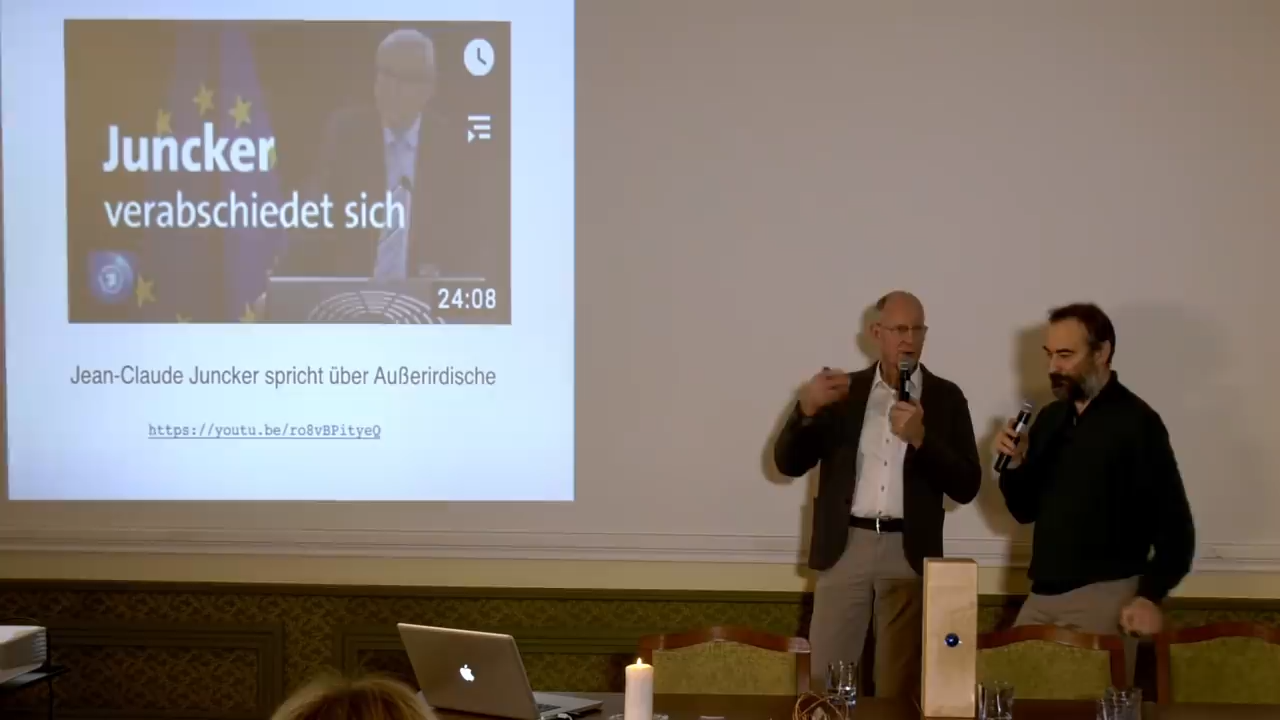 Juncker
verabschiedet sich
24:08
Jean-Claude Juncker spricht über Außerirdische
https://youtu.be/ro8vBPityeQ